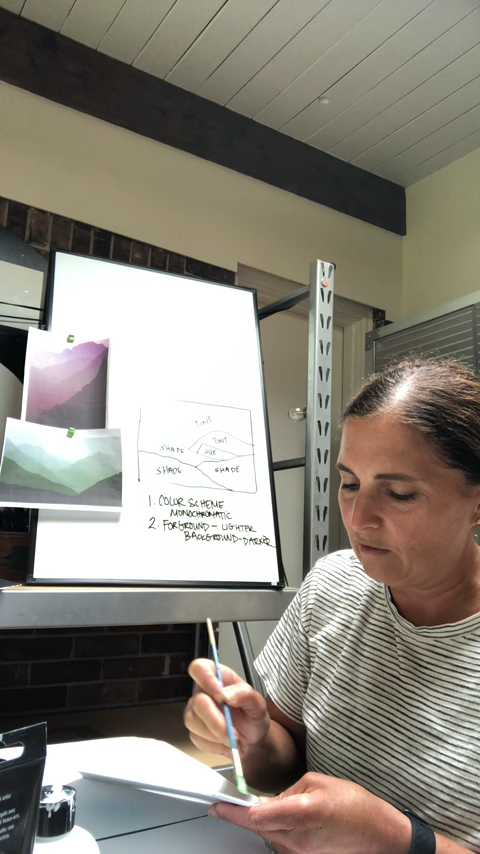 TINT
TINT
SHADE
HUE
SHADE
SHADE
1. COLOR SCHEME
MONOCHROMATIC
2. FORGROUND - LIGHTER
BACKGROUND - DARKER